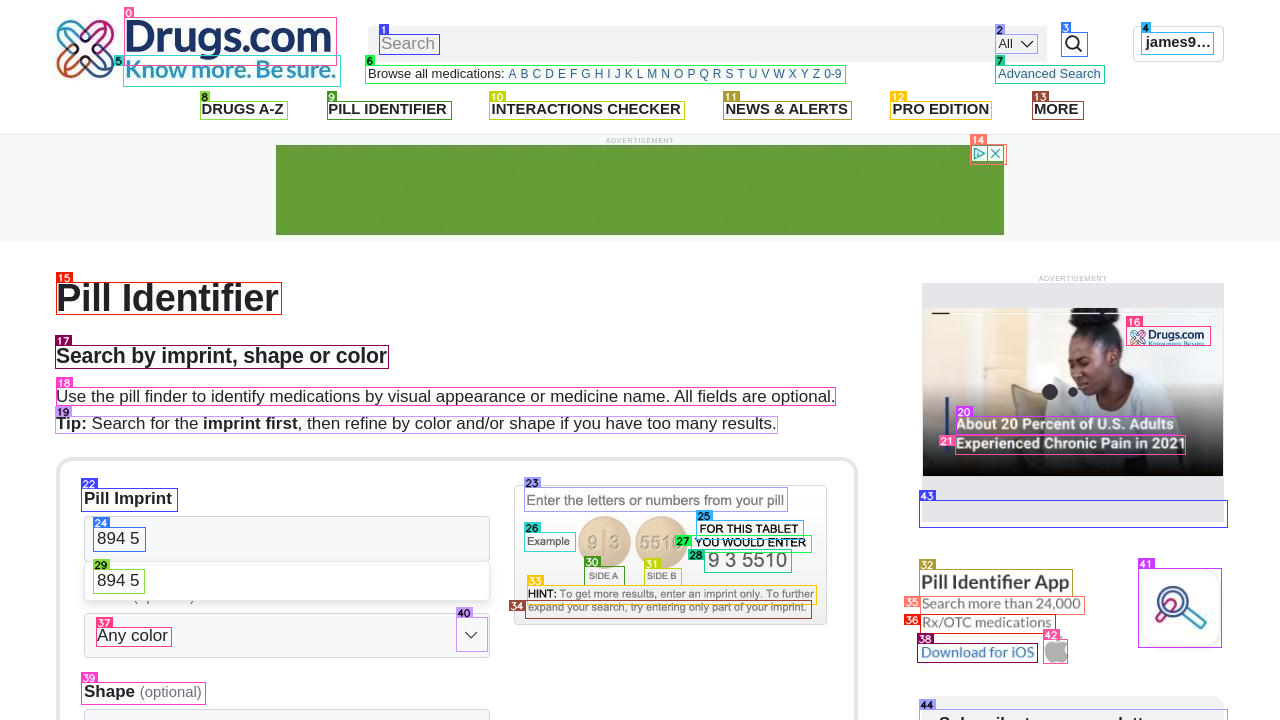 Drugs.com
Know more. Be sure.
Search
All
james9…
Browse all medications: A B C D E F G H I J K L M N O P Q R S T U V W X Y Z 0-9
Advanced Search
DRUGS A-Z
PILL IDENTIFIER
INTERACTIONS CHECKER
NEWS & ALERTS
PRO EDITION
MORE
ADVERTISEMENT
Pill Identifier
Search by imprint, shape or color
Use the pill finder to identify medications by visual appearance or medicine name. All fields are optional.
Tip: Search for the imprint first, then refine by color and/or shape if you have too many results.
Pill Imprint
894 5
894 5
Any color
Shape (optional)
Enter the letters or numbers from your pill
Example
9 3
5510
SIDE A
SIDE B
FOR THIS TABLET
YOU WOULD ENTER
9 3 5510
HINT: To get more results, enter an imprint only. To further
expand your search, try entering only part of your imprint.
ADVERTISEMENT
Drugs.com
Know more. Be sure.
About 20 Percent of U.S. Adults
Experienced Chronic Pain in 2021
Pill Identifier App
Search more than 24,000
Rx/OTC medications
Download for iOS
0
1
2
3
4
5
6
7
8
9
10
11
12
13
14
15
16
17
18
19
20
21
22
23
24
25
26
27
28
29
30
31
32
33
34
35
36
37
38
39
40
41
42
43
44